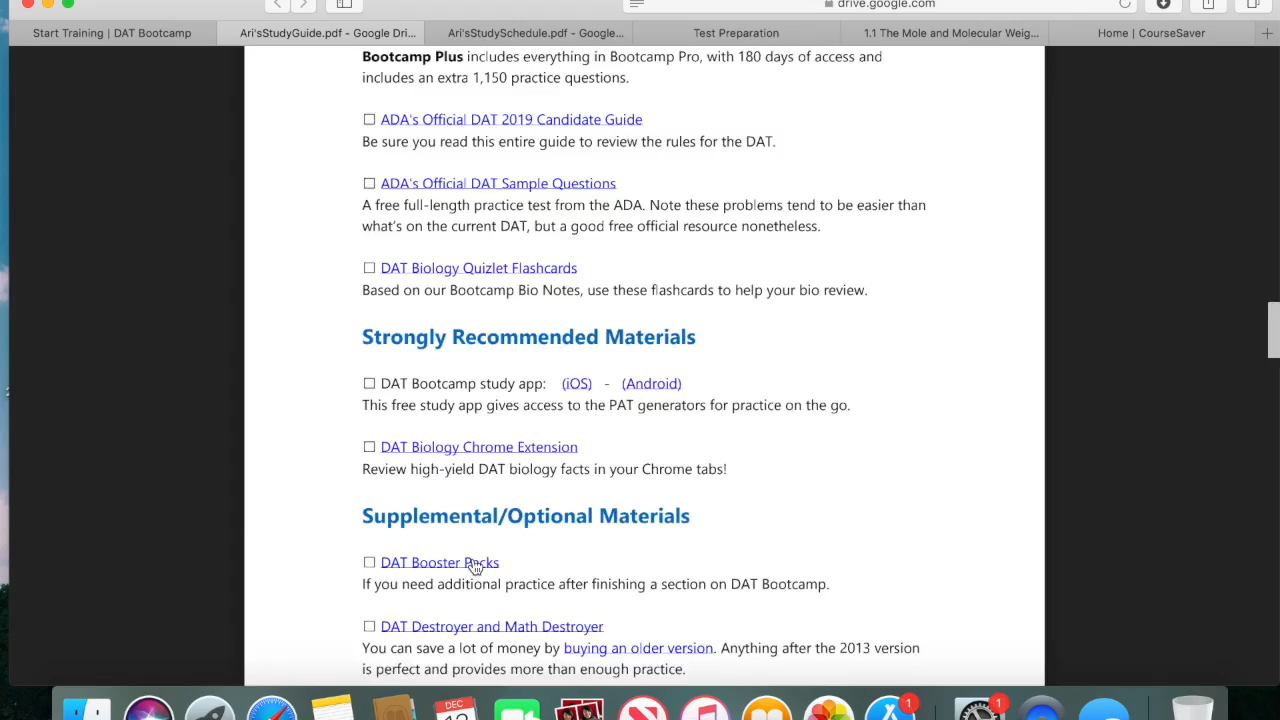 drive.google.com
Start Training | DAT Bootcamp
Ari'sStudyGuide.pdf - Google Dri...
Ari'sStudySchedule.pdf - Google...
Test Preparation
1.1 The Mole and Molecular Weig...
Home | CourseSaver
Bootcamp Plus includes everything in Bootcamp Pro, with 180 days of access and
includes an extra 1,150 practice questions.
☐ ADA's Official DAT 2019 Candidate Guide
Be sure you read this entire guide to review the rules for the DAT.
☐ ADA's Official DAT Sample Questions
A free full-length practice test from the ADA. Note these problems tend to be easier than
what's on the current DAT, but a good free official resource nonetheless.
☐ DAT Biology Quizlet Flashcards
Based on our Bootcamp Bio Notes, use these flashcards to help your bio review.
Strongly Recommended Materials
☐ DAT Bootcamp study app: (iOS) - (Android)
This free study app gives access to the PAT generators for practice on the go.
☐ DAT Biology Chrome Extension
Review high-yield DAT biology facts in your Chrome tabs!
Supplemental/Optional Materials
☐ DAT Booster Packs
If you need additional practice after finishing a section on DAT Bootcamp.
☐ DAT Destroyer and Math Destroyer
You can save a lot of money by buying an older version. Anything after the 2013 version
is perfect and provides more than enough practice.
DEC
1
1